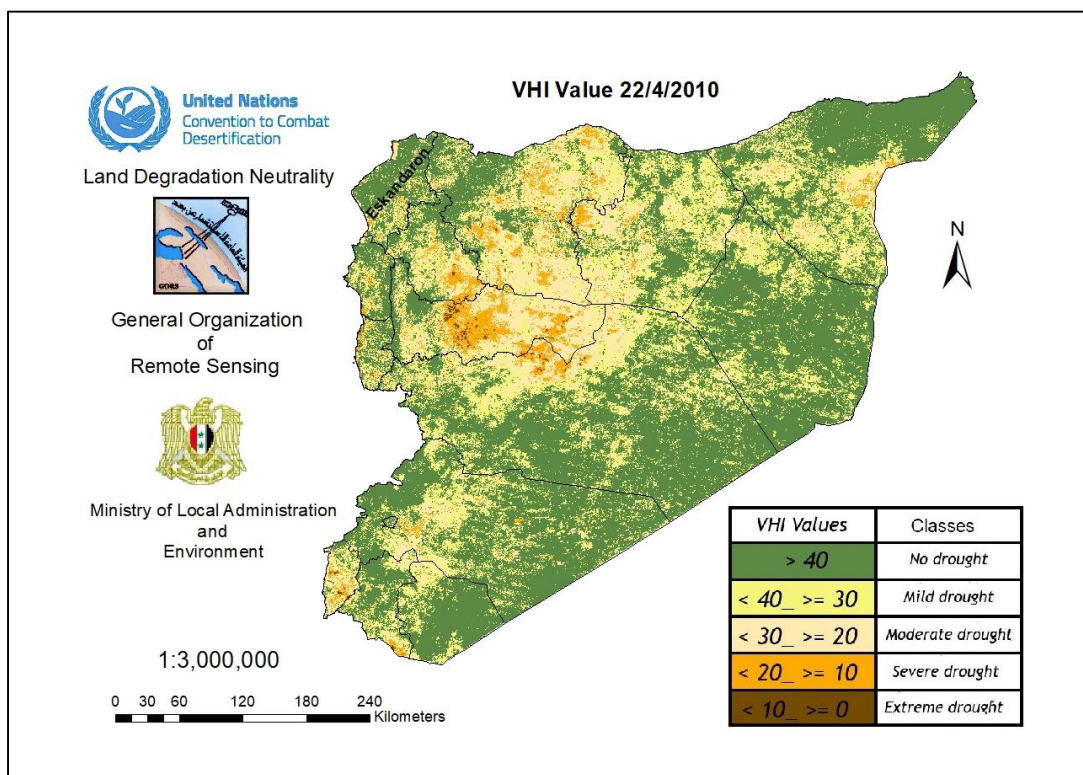 VHI Value 22/4/2010
United Nations
Convention to Combat
Desertification
Land Degradation Neutrality
GORS
General Organization
of
Remote Sensing
Ministry of Local Administration
and
Environment
Eskandaron
N
1:3,000,000
0 30 60 120 180 240
Kilometers
VHI Values Classes
> 40 No drought
< 40_ >= 30 Mild drought
< 30_ >= 20 Moderate drought
< 20_ >= 10 Severe drought
< 10_ >= 0 Extreme drought